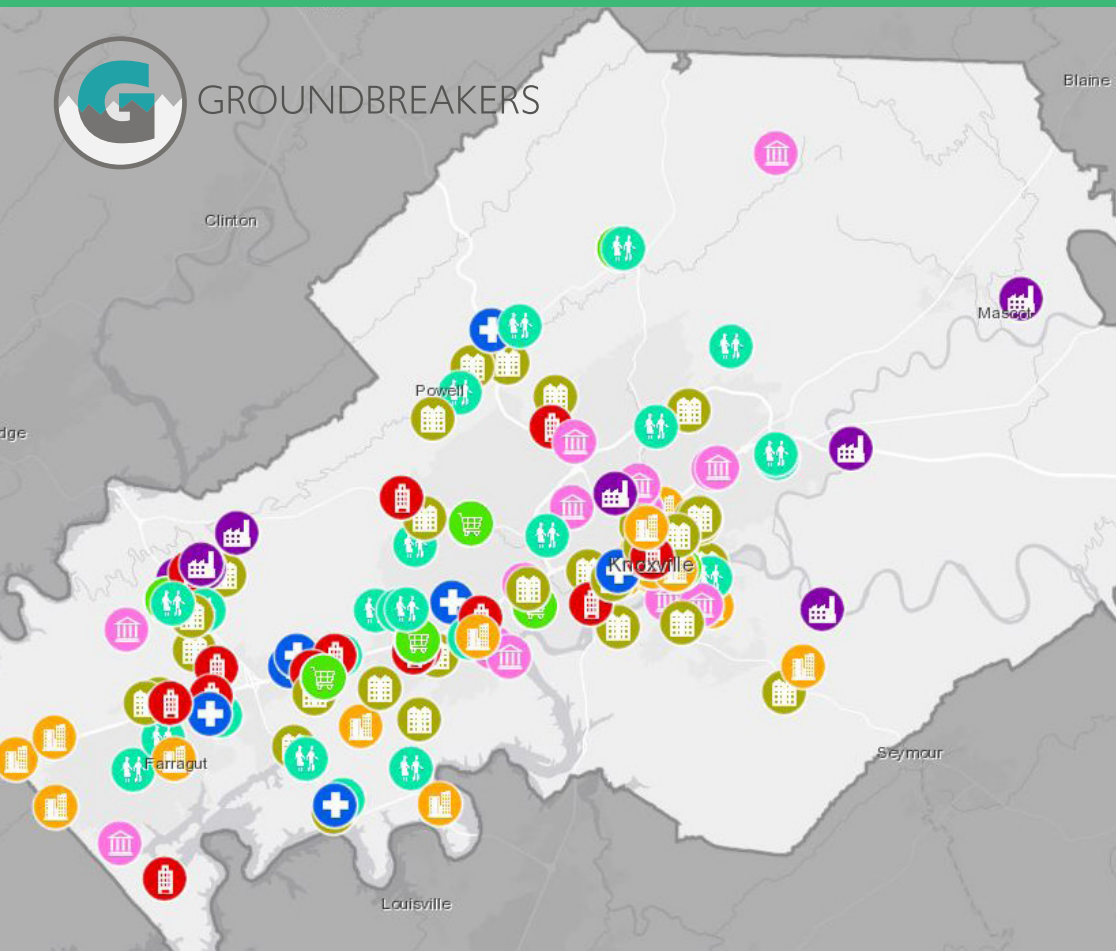 Blaine
G GROUNDBREAKERS
Clinton
Mascot
Powell
dge
Knoxville
Seymour
Farragut
Louisville